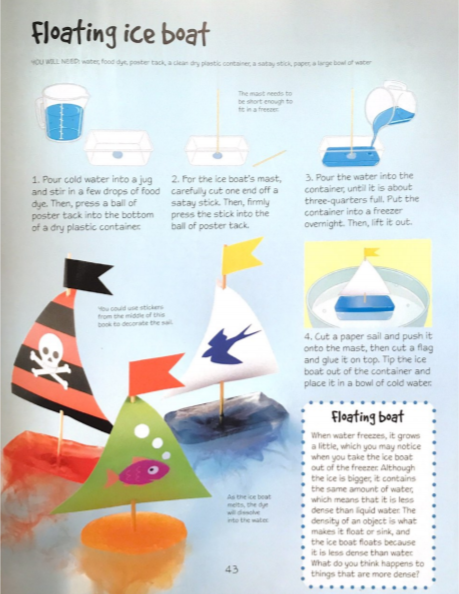 Floating ice boat
YOU WILL NEED: water, food dye, poster tack, a clean dry plastic container, a satay stick, paper, a large bowl of water
The mast needs to
be short enough to
fit in a freezer.
1. Pour cold water into a jug
and stir in a few drops of food
dye. Then, press a ball of
poster tack into the bottom
of a dry plastic container.
2. For the ice boat's mast,
carefully cut one end off a
satay stick. Then, firmly
press the stick into the
ball of poster tack.
3. Pour the water into the
container, until it is about
three-quarters full. Put the
container into a freezer
overnight. Then, lift it out.
You could use stickers
from the middle of this
book to decorate the sail.
4. Cut a paper sail and push it
onto the mast, then cut a flag
and glue it on top. Tip the ice
boat out of the container and
place it in a bowl of cold water.
Floating boat
When water freezes, it grows
a little, which you may notice
when you take the ice boat
out of the freezer. Although
the ice is bigger, it contains
the same amount of water,
which means that it is less
dense than liquid water. The
density of an object is what
makes it float or sink, and
the ice boat floats because
it is less dense than water.
What do you think happens to
things that are more dense?
As the ice boat
melts, the dye
will dissolve
into the water.
43